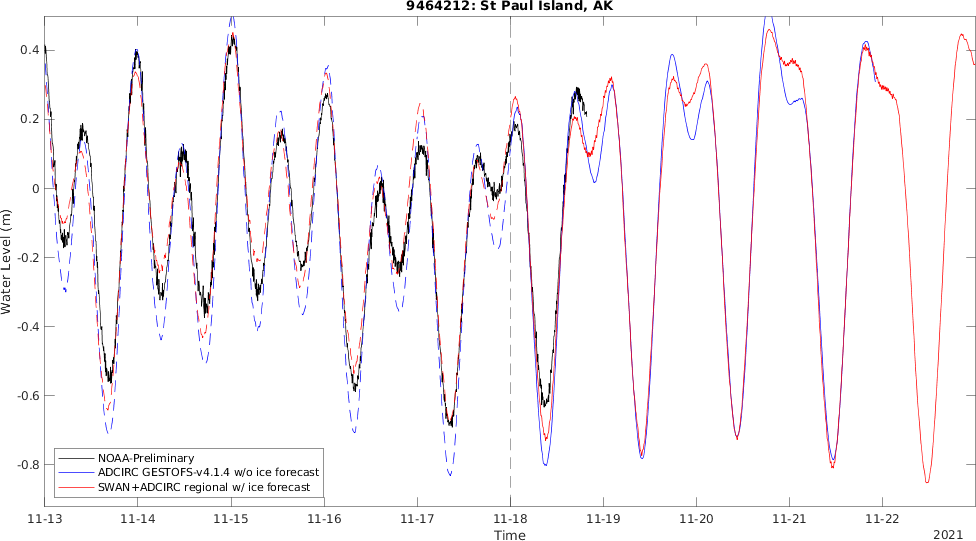 9464212: St Paul Island, AK
Water Level (m)
0.4
0.2
0
-0.2
-0.4
-0.6
-0.8
NOAA-Preliminary
ADCIRC GESTOFS-v4.1.4 w/o ice forecast
SWAN+ADCIRC regional w/ ice forecast
11-13 11-14 11-15 11-16 11-17 11-18 11-19 11-20 11-21 11-22
Time
2021